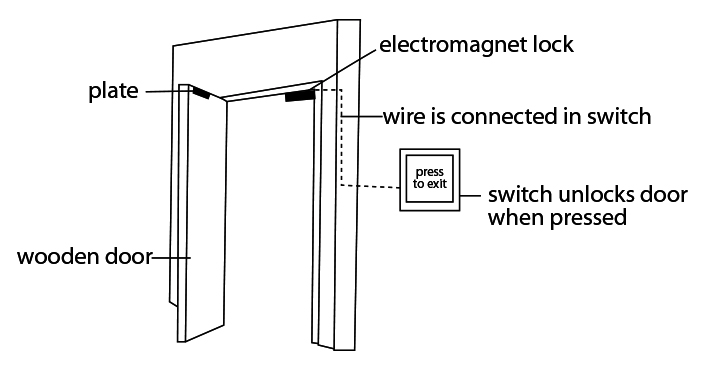 electromagnet lock
plate
wire is connected in switch
press
to exit
switch unlocks door
when pressed
wooden door